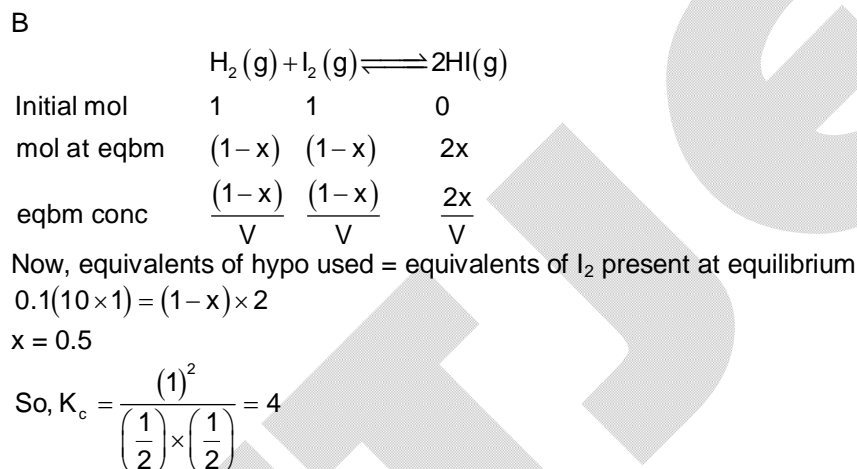 B
H₂(g)+I₂(g)⇌2HI(g)
Initial mol 1 1 0
mol at eqbm (1−x) (1−x) 2x
eqbm conc (1−x)/V (1−x)/V 2x/V
Now, equivalents of hypo used = equivalents of I₂ present at equilibrium
0.1(10×1)=(1−x)×2
x = 0.5
So, K_c = (1)²/((1/2)×(1/2)) = 4